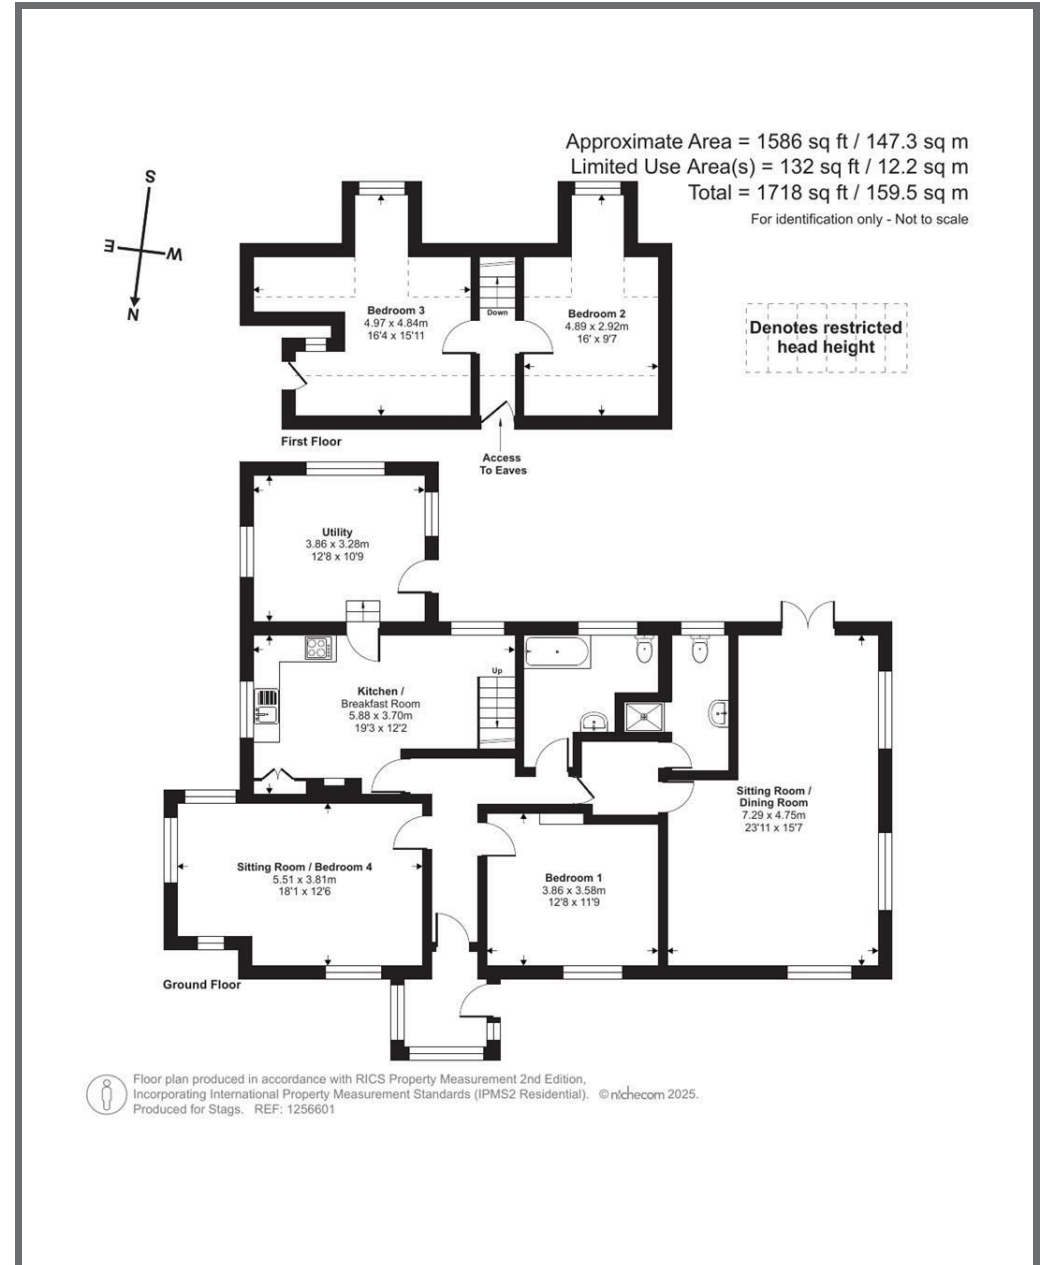 Approximate Area = 1586 sq ft / 147.3 sq m
Limited Use Area(s) = 132 sq ft / 12.2 sq m
Total = 1718 sq ft / 159.5 sq m
For identification only - Not to scale
S
E
W
N
Bedroom 3
4.97 x 4.84m
16'4 x 15'11
Down
Bedroom 2
4.89 x 2.92m
16' x 9'7
Denotes restricted
head height
First Floor
Access
To Eaves
Utility
3.86 x 3.28m
12'8 x 10'9
Kitchen /
Breakfast Room
5.88 x 3.70m
19'3 x 12'2
Up
Sitting Room /
Dining Room
7.29 x 4.75m
23'11 x 15'7
Sitting Room / Bedroom 4
5.51 x 3.81m
18'1 x 12'6
Bedroom 1
3.86 x 3.58m
12'8 x 11'9
Ground Floor
Floor plan produced in accordance with RICS Property Measurement 2nd Edition,
Incorporating International Property Measurement Standards (IPMS2 Residential). © nichecom 2025.
Produced for Stags. REF: 1256601